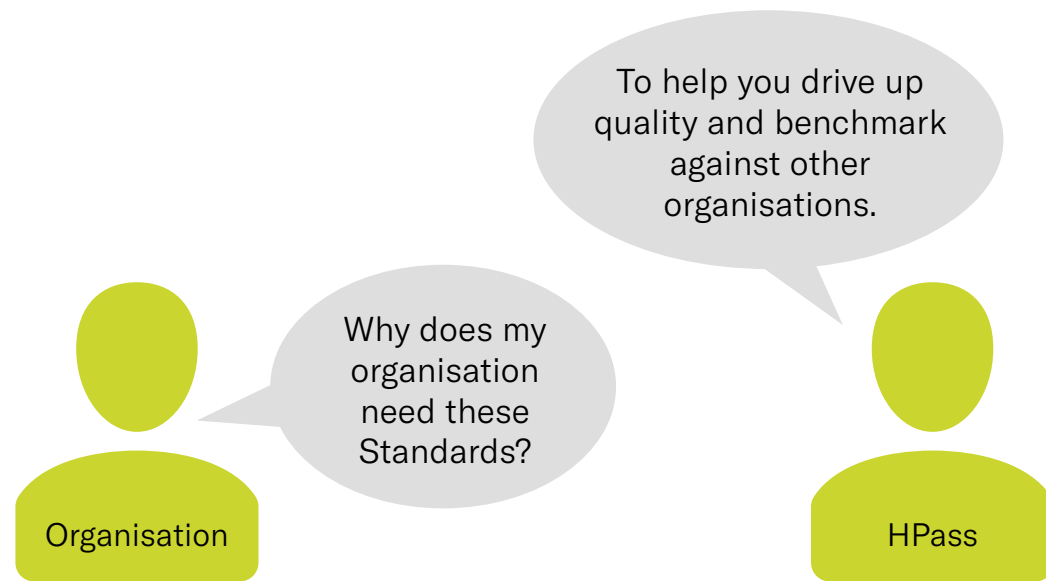 To help you drive up
quality and benchmark
against other
organisations.
Why does my
organisation
need these
Standards?
Organisation
HPass